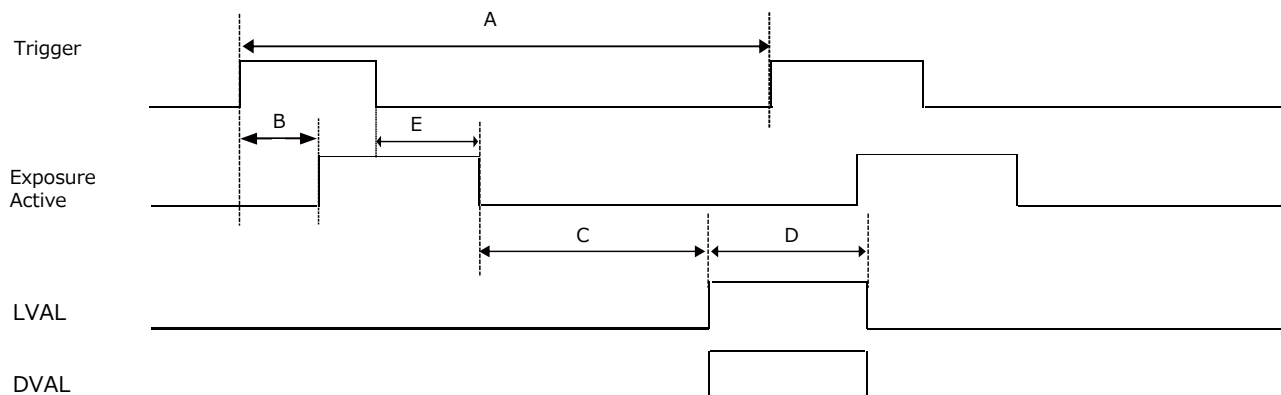 A
Trigger
B
E
Exposure
Active
C
D
LVAL
DVAL